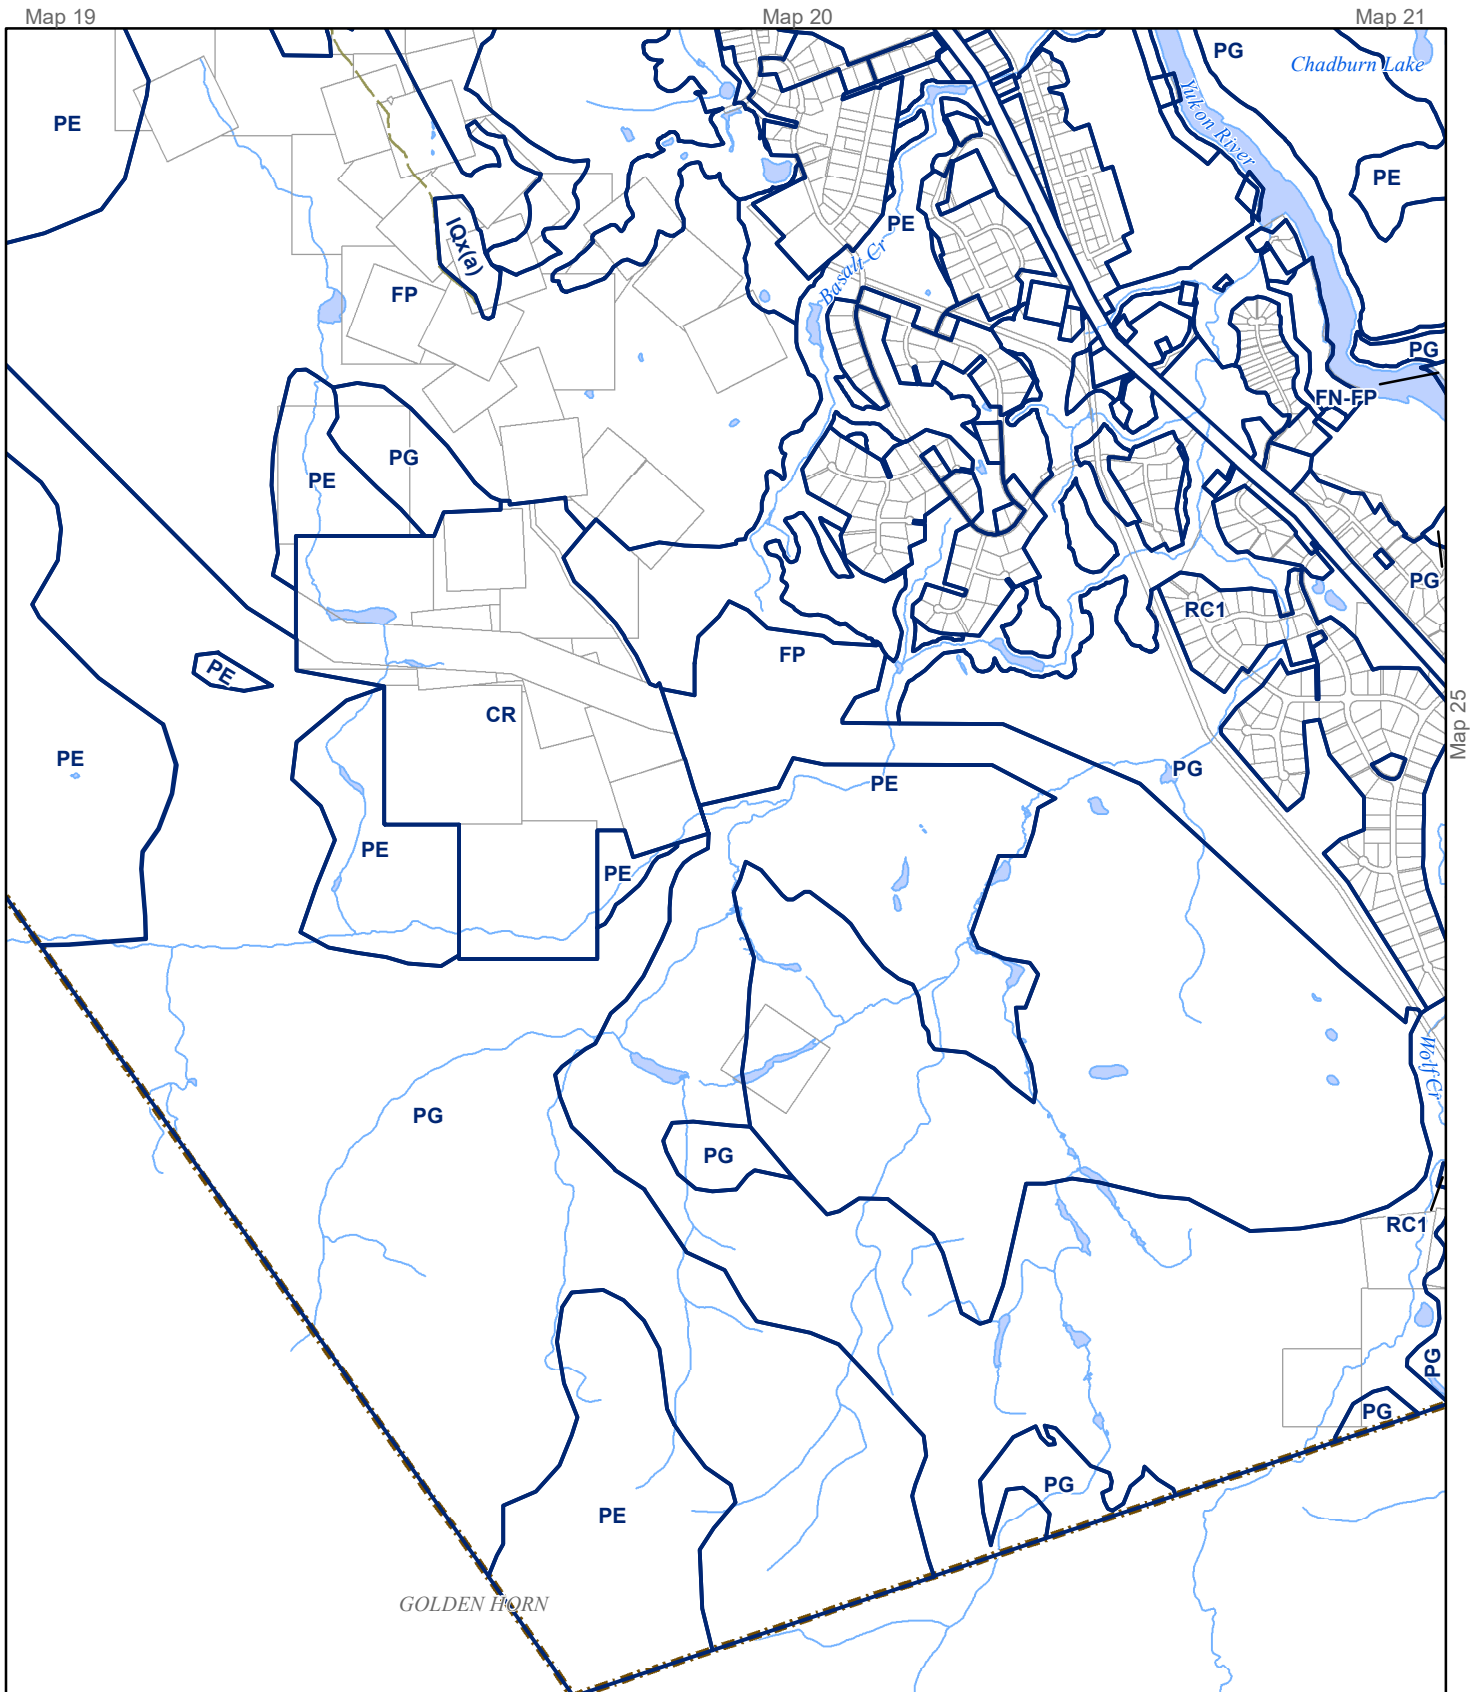 Map 19
Map 20
Map 21
PG
Chadburn Lake
PE
Yukon River
PE
PE
IQx(a)
Basalt Cr
FP
PG
FN-FP
PG
PE
PG
RC1
FP
PE
CR
Map 25
PE
PG
PE
PE
PE
Wolf Cr
PG
PG
RC1
PG
PG
PG
PE
GOLDEN HORN